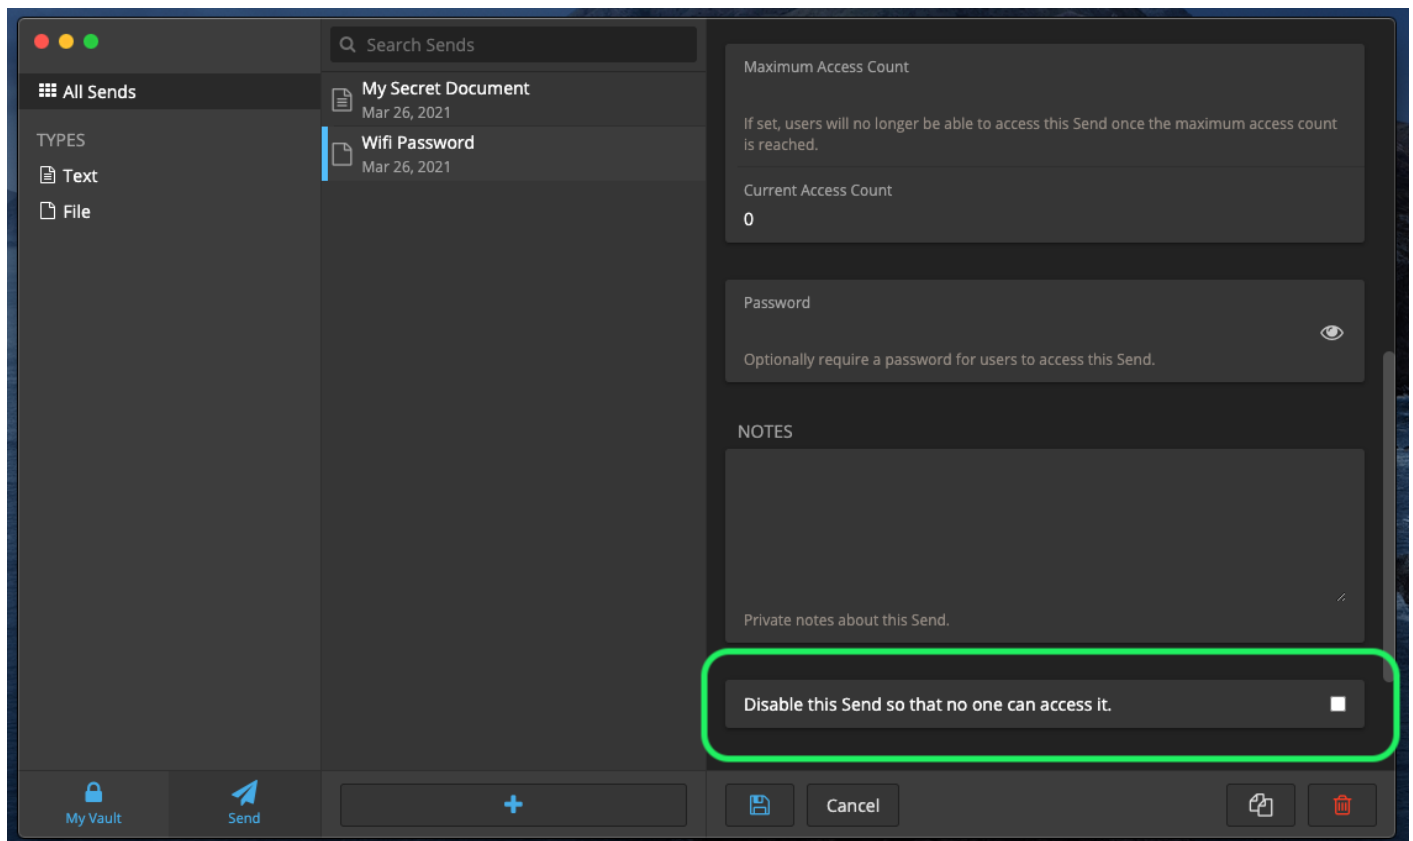 Search Sends
All Sends
TYPES
Text
File
My Secret Document
Mar 26, 2021
Wifi Password
Mar 26, 2021
Maximum Access Count
If set, users will no longer be able to access this Send once the maximum access count
is reached.
Current Access Count
0
Password
Optionally require a password for users to access this Send.
NOTES
Private notes about this Send.
Disable this Send so that no one can access it.
My Vault
Send
Cancel